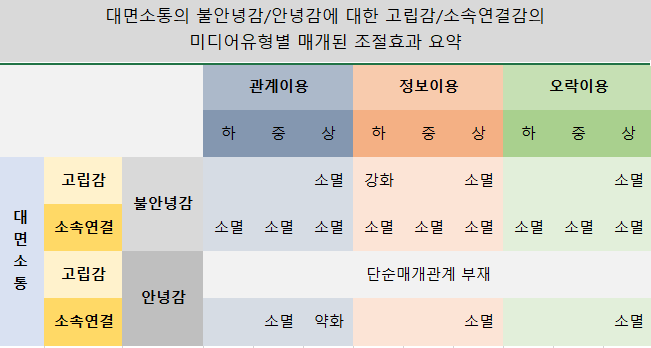 대면소통의 불안녕감/안녕감에 대한 고립감/소속연결감의
미디어유형별 매개된 조절효과 요약
관계이용 정보이용 오락이용
하 중 상 하 중 상 하 중 상
대면소통
고립감 불안녕감 소멸 강화 소멸 소멸
소속연결 소멸 소멸 소멸 소멸 소멸 소멸 소멸 소멸 소멸
고립감 안녕감 단순매개관계 부재
소속연결 소멸 약화 소멸 소멸